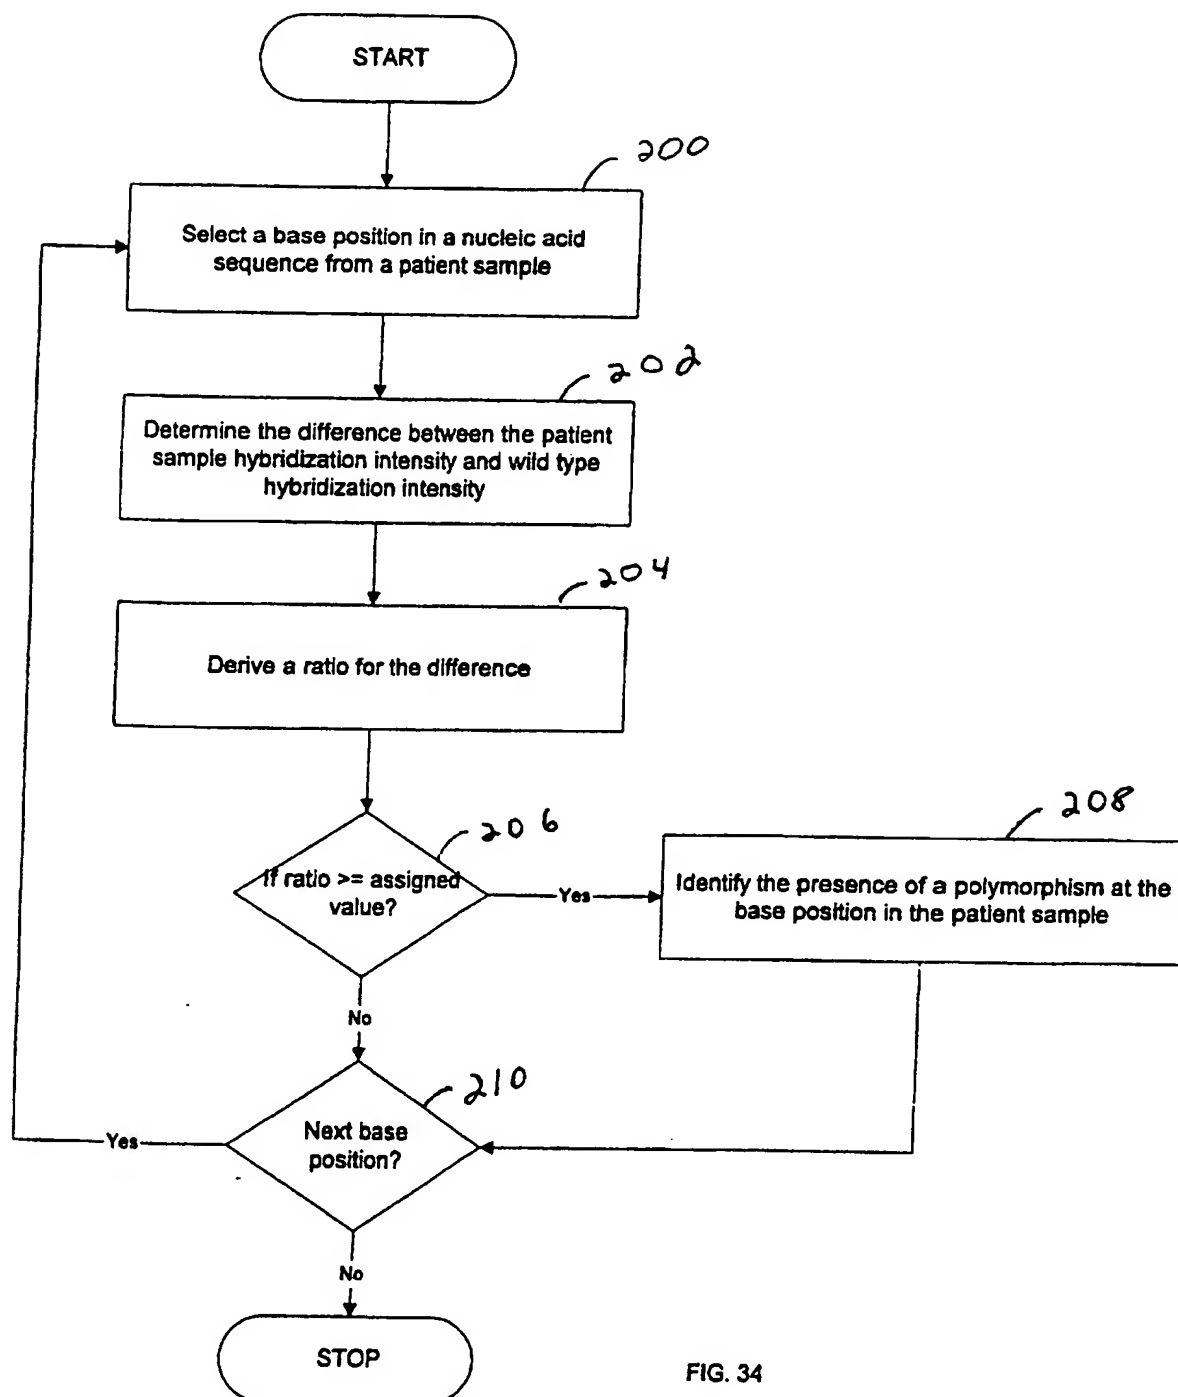 START
200
Select a base position in a nucleic acid
sequence from a patient sample
202
Determine the difference between the patient
sample hybridization intensity and wild type
hybridization intensity
204
Derive a ratio for the difference
206
If ratio >= assigned
value?
Yes
208
Identify the presence of a polymorphism at the
base position in the patient sample
No
210
Next base
position?
Yes
No
STOP
FIG. 34